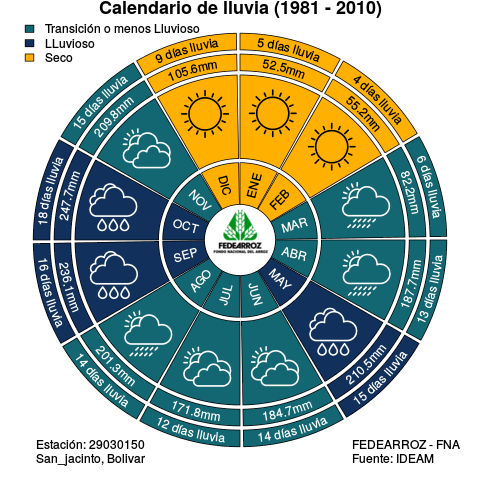 Calendario de lluvia (1981 - 2010)
Transición o menos Lluvioso
LLuvioso
Seco
5 días lluvia
52.5mm
ENE
4 días lluvia
55.2mm
FEB
6 días lluvia
82.2mm
MAR
13 días lluvia
187.7mm
ABR
15 días lluvia
210.5mm
MAY
14 días lluvia
184.7mm
JUN
12 días lluvia
171.8mm
JUL
14 días lluvia
201.3mm
AGO
16 días lluvia
236.1mm
SEP
18 días lluvia
247.7mm
OCT
15 días lluvia
209.8mm
NOV
9 días lluvia
105.6mm
DIC
FEDEARROZ
FONDO NACIONAL DEL ARROZ
Estación: 29030150
San_jacinto, Bolivar
FEDEARROZ - FNA
Fuente: IDEAM